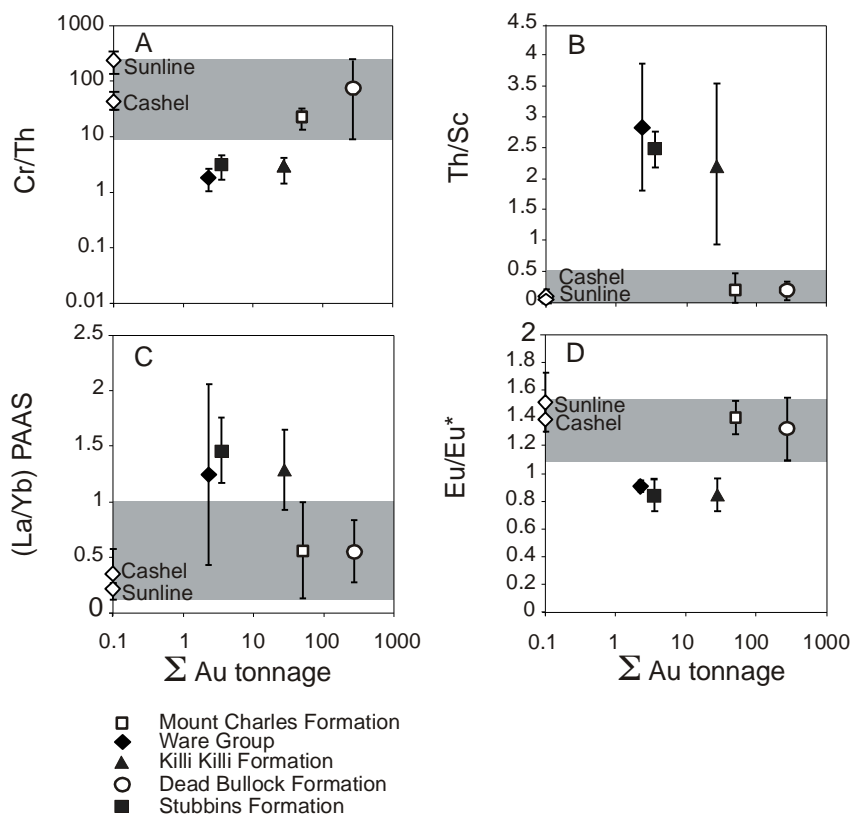 A
Cr/Th
1000
100
10
1
0.1
0.01
Sunline
Cashel
B
Th/Sc
4.5
4
3.5
3
2.5
2
1.5
1
0.5
0
Cashel
Sunline
C
(La/Yb) PAAS
2.5
2
1.5
1
0.5
0
Cashel
Sunline
0.1 1 10 100 1000
Σ Au tonnage
D
Eu/Eu*
2
1.8
1.6
1.4
1.2
1
0.8
0.6
0.4
0.2
0
Sunline
Cashel
0.1 1 10 100 1000
Σ Au tonnage
Mount Charles Formation
Ware Group
Killi Killi Formation
Dead Bullock Formation
Stubbins Formation